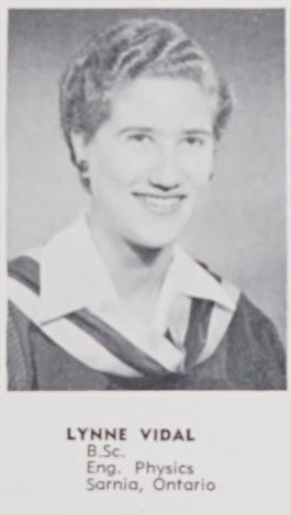 LYNNE VIDAL
B.Sc.
Eng. Physics
Sarnia, Ontario